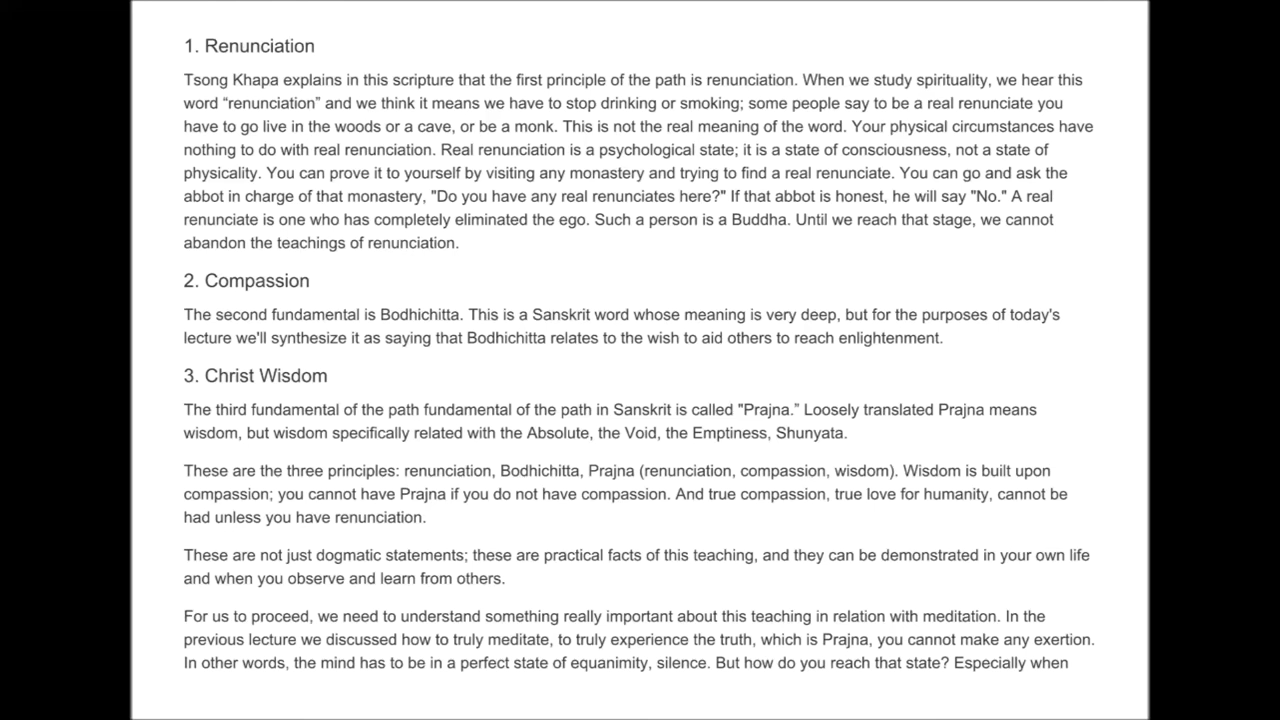 1. Renunciation
Tsong Khapa explains in this scripture that the first principle of the path is renunciation. When we study spirituality, we hear this
word “renunciation” and we think it means we have to stop drinking or smoking; some people say to be a real renunciate you
have to go live in the woods or a cave, or be a monk. This is not the real meaning of the word. Your physical circumstances have
nothing to do with real renunciation. Real renunciation is a psychological state; it is a state of consciousness, not a state of
physicality. You can prove it to yourself by visiting any monastery and trying to find a real renunciate. You can go and ask the
abbot in charge of that monastery, "Do you have any real renunciates here?" If that abbot is honest, he will say "No." A real
renunciate is one who has completely eliminated the ego. Such a person is a Buddha. Until we reach that stage, we cannot
abandon the teachings of renunciation.
2. Compassion
The second fundamental is Bodhichitta. This is a Sanskrit word whose meaning is very deep, but for the purposes of today's
lecture we'll synthesize it as saying that Bodhichitta relates to the wish to aid others to reach enlightenment.
3. Christ Wisdom
The third fundamental of the path fundamental of the path in Sanskrit is called "Prajna.” Loosely translated Prajna means
wisdom, but wisdom specifically related with the Absolute, the Void, the Emptiness, Shunyata.
These are the three principles: renunciation, Bodhichitta, Prajna (renunciation, compassion, wisdom). Wisdom is built upon
compassion; you cannot have Prajna if you do not have compassion. And true compassion, true love for humanity, cannot be
had unless you have renunciation.
These are not just dogmatic statements; these are practical facts of this teaching, and they can be demonstrated in your own life
and when you observe and learn from others.
For us to proceed, we need to understand something really important about this teaching in relation with meditation. In the
previous lecture we discussed how to truly meditate, to truly experience the truth, which is Prajna, you cannot make any exertion.
In other words, the mind has to be in a perfect state of equanimity, silence. But how do you reach that state? Especially when